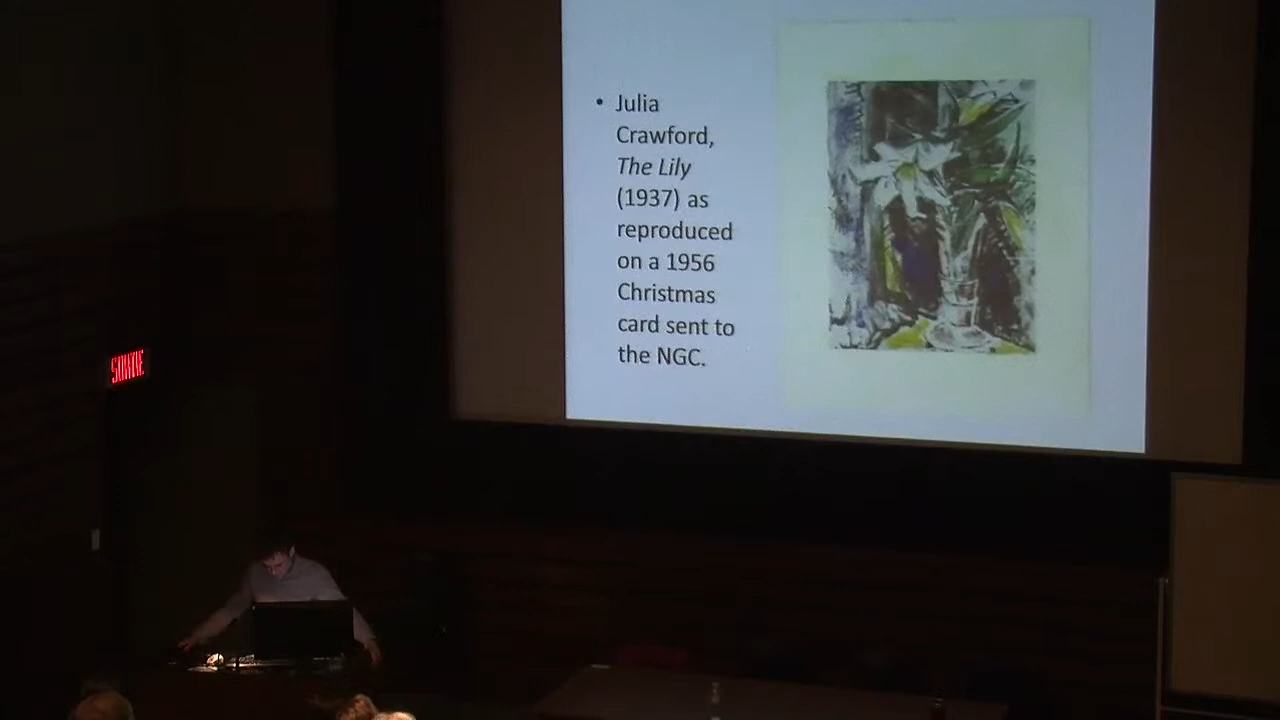 • Julia
Crawford,
The Lily
(1937) as
reproduced
on a 1956
Christmas
card sent to
the NGC.
SORTIE